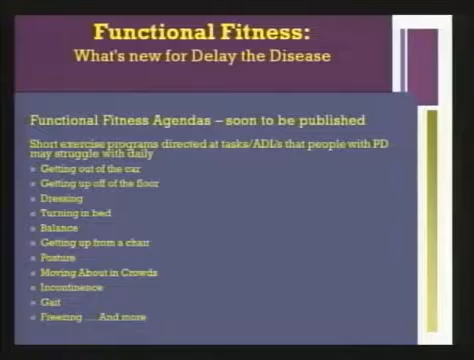 Functional Fitness:
What's new for Delay the Disease
Functional Fitness Agendas – soon to be published
Short exercise programs directed at tasks/ADL's that people with PD
may struggle with daily
Getting out of the car
Getting up off of the floor
Dressing
Turning in bed
Balance
Getting up from a chair
Posture
Moving About in Crowds
Incontinence
Gait
Freezing .... And more